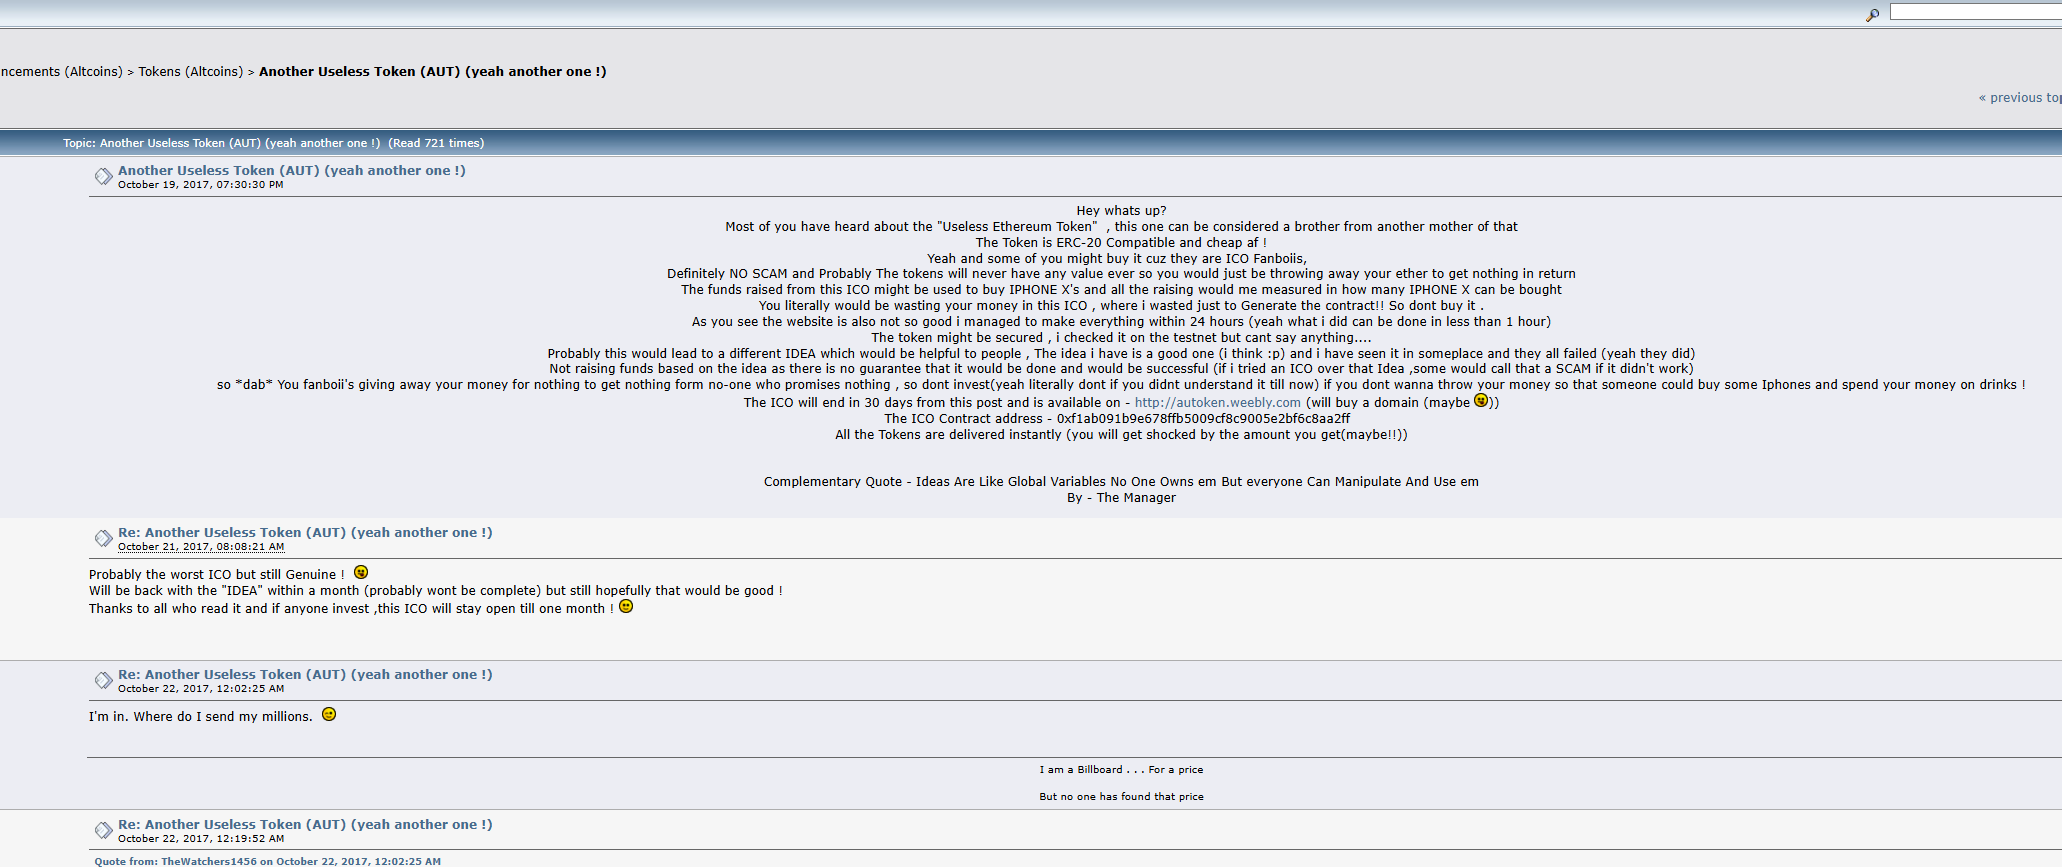 ncements (Altcoins) > Tokens (Altcoins) > Another Useless Token (AUT) (yeah another one !)
« previous top
Topic: Another Useless Token (AUT) (yeah another one !)  (Read 721 times)
Another Useless Token (AUT) (yeah another one !)
October 19, 2017, 07:30:30 PM
Hey whats up?
Most of you have heard about the "Useless Ethereum Token"  , this one can be considered a brother from another mother of that
The Token is ERC-20 Compatible and cheap af !
Yeah and some of you might buy it cuz they are ICO Fanboiis,
Definitely NO SCAM and Probably The tokens will never have any value ever so you would just be throwing away your ether to get nothing in return
The funds raised from this ICO might be used to buy IPHONE X's and all the raising would me measured in how many IPHONE X can be bought
You literally would be wasting your money in this ICO , where i wasted just to Generate the contract!! So dont buy it .
As you see the website is also not so good i managed to make everything within 24 hours (yeah what i did can be done in less than 1 hour)
The token might be secured , i checked it on the testnet but cant say anything....
Probably this would lead to a different IDEA which would be helpful to people , The idea i have is a good one (i think :p) and i have seen it in someplace and they all failed (yeah they did)
Not raising funds based on the idea as there is no guarantee that it would be done and would be successful (if i tried an ICO over that Idea ,some would call that a SCAM if it didn't work)
so *dab* You fanboii's giving away your money for nothing to get nothing form no-one who promises nothing , so dont invest(yeah literally dont if you didnt understand it till now) if you dont wanna throw your money so that someone could buy some Iphones and spend your money on drinks !
The ICO will end in 30 days from this post and is available on - http://autoken.weebly.com (will buy a domain (maybe ))
The ICO Contract address - 0xf1ab091b9e678ffb5009cf8c9005e2bf6c8aa2ff
All the Tokens are delivered instantly (you will get shocked by the amount you get(maybe!!))
Complementary Quote - Ideas Are Like Global Variables No One Owns em But everyone Can Manipulate And Use em
By - The Manager
Re: Another Useless Token (AUT) (yeah another one !)
October 21, 2017, 08:08:21 AM
Probably the worst ICO but still Genuine !
Will be back with the "IDEA" within a month (probably wont be complete) but still hopefully that would be good !
Thanks to all who read it and if anyone invest ,this ICO will stay open till one month !
Re: Another Useless Token (AUT) (yeah another one !)
October 22, 2017, 12:02:25 AM
I'm in. Where do I send my millions.
I am a Billboard . . . For a price
But no one has found that price
Re: Another Useless Token (AUT) (yeah another one !)
October 22, 2017, 12:19:52 AM
Quote from: TheWatchers1456 on October 22, 2017, 12:02:25 AM